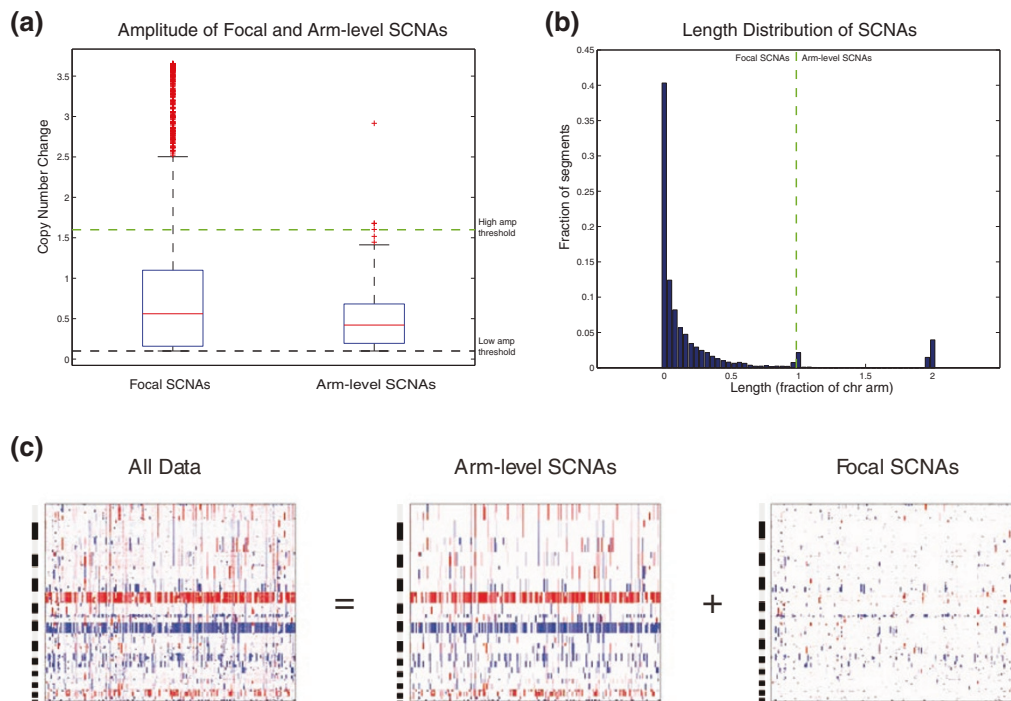 (a)
Amplitude of Focal and Arm-level SCNAs
Copy Number Change
3.5
3
2.5
2
1.5
1
0.5
0
High amp
threshold
Low amp
threshold
Focal SCNAs
Arm-level SCNAs
(b)
Length Distribution of SCNAs
Fraction of segments
0.45
0.4
0.35
0.3
0.25
0.2
0.15
0.1
0.05
0
Focal SCNAs
Arm-level SCNAs
0
0.5
1
1.5
2
Length (fraction of chr arm)
(c)
All Data
Arm-level SCNAs
Focal SCNAs
=
+